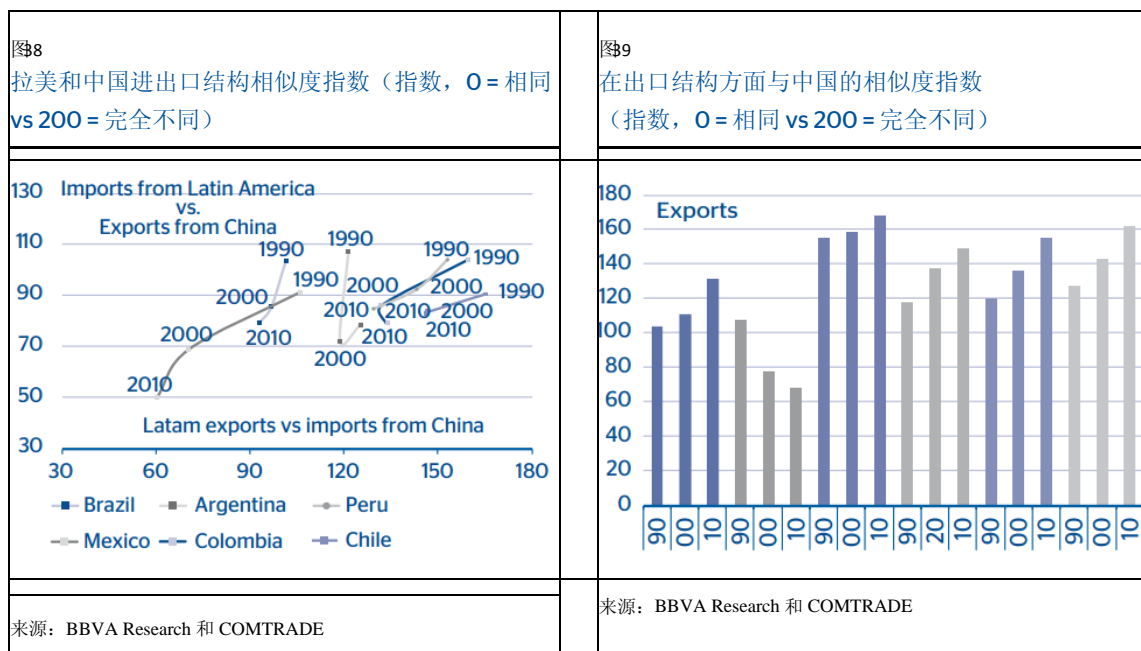 图38
拉美和中国进出口结构相似度指数（指数，0 = 相同
vs 200 = 完全不同）
130
110
90
70
50
30
Imports from Latin America
vs.
Exports from China
1990
1990
1990
1990
1990
1990
2000
2000
2000
2000
2000
2000
2010
2010
2010
2010
2010
2010
Latam exports vs imports from China
30 60 90 120 150 180
Brazil Argentina Peru
Mexico Colombia Chile
来源：BBVA Research 和 COMTRADE
图39
在出口结构方面与中国的相似度指数
（指数，0 = 相同 vs 200 = 完全不同）
180
160
140
120
100
80
60
40
20
0
Exports
90 00 10 90 00 10 90 00 10 90 20 10 90 00 10 90 00 10
来源：BBVA Research 和 COMTRADE